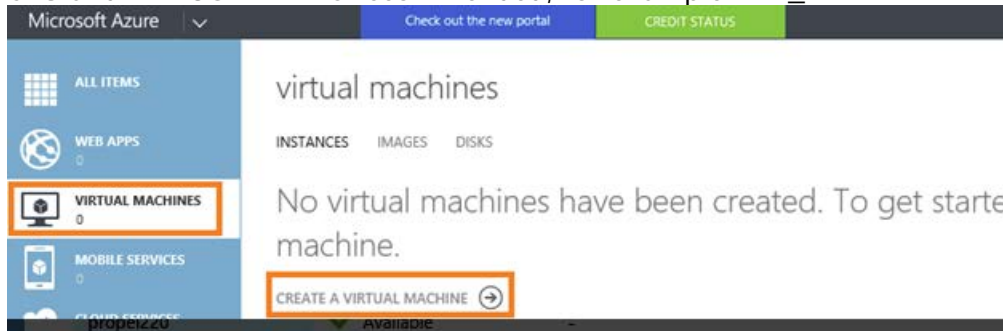 Microsoft Azure
Check out the new portal
CREDIT STATUS
ALL ITEMS
virtual machines
WEB APPS
0
INSTANCES IMAGES DISKS
VIRTUAL MACHINES
0
No virtual machines have been created. To get starte
machine.
MOBILE SERVICES
0
CREATE A VIRTUAL MACHINE
CLOUD SERVICES
propel220
Available -